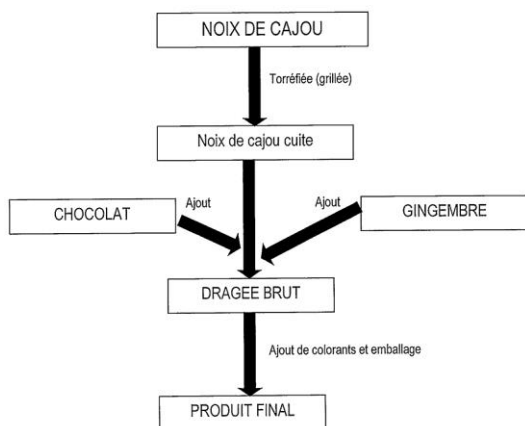 NOIX DE CAJOU
Torréfiée (grillée)
Noix de cajou cuite
Ajout
Ajout
CHOCOLAT
GINGEMBRE
DRAGEE BRUT
Ajout de colorants et emballage
PRODUIT FINAL